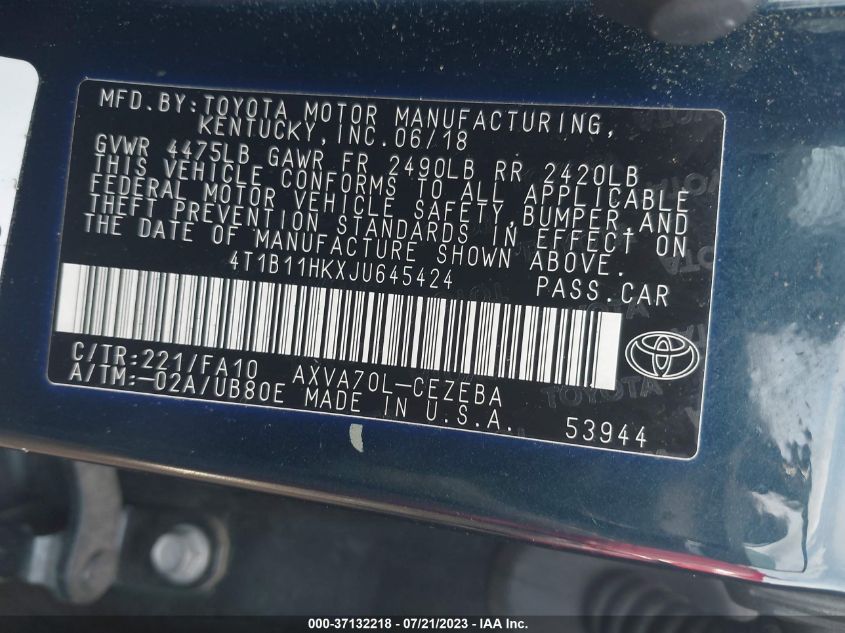 MFD.BY:TOYOTA MOTOR MANUFACTURING,
KENTUCKY,INC.06/18
GVWR 4475LB GAWR FR 2490LB RR 2420LB
THIS VEHICLE CONFORMS TO ALL APPLICABLE
FEDERAL MOTOR VEHICLE SAFETY,BUMPER,AND
THEFT PREVENTION STANDARDS IN EFFECT ON
THE DATE OF MANUFACTURE SHOWN ABOVE.
4T1B11HKXJU645424 PASS.CAR
C/TR:221/FA10 AXVA70L-CEZEBA
A/TM:-02A/UB80E MADE IN U.S.A.
53944
000-37132218 - 07/21/2023 - IAA Inc.